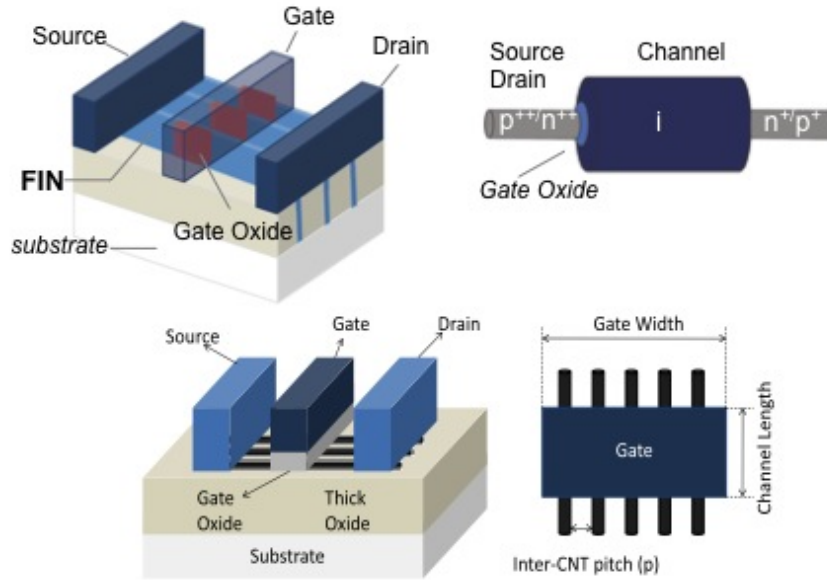 Source
Gate
Drain
FIN
Gate Oxide
substrate
Source
Drain
Channel
p++/n++
i
n+/p+
Gate Oxide
Source
Gate
Drain
Gate
Oxide
Thick
Oxide
Substrate
Gate Width
Gate
Channel Length
Inter-CNT pitch (p)